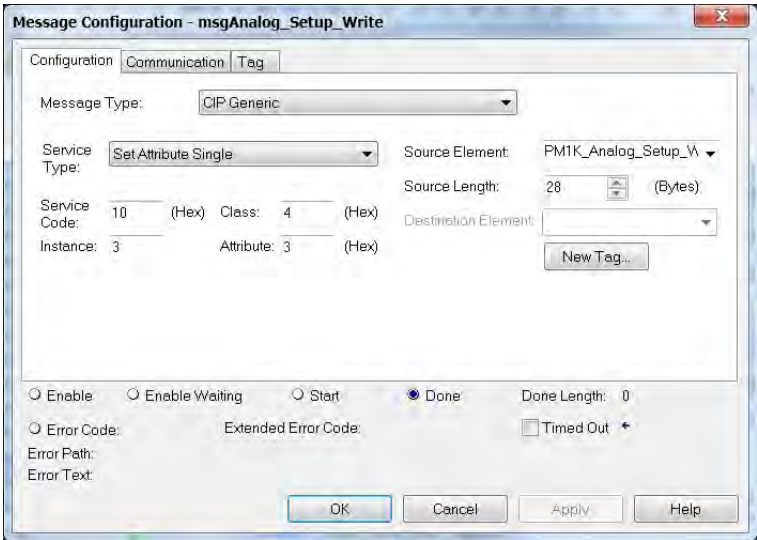 Message Configuration - msgAnalog_Setup_Write
X
Configuration Communication Tag
Message Type: CIP Generic
Service Type: Set Attribute Single
Source Element: PM1K_Analog_Setup_W
Source Length: 28 (Bytes)
Service Code: 10 (Hex) Class: 4 (Hex)
Destination Element:
Instance: 3 Attribute: 3 (Hex)
New Tag...
Enable Enable Waiting Start Done Done Length: 0
Error Code: Extended Error Code: Timed Out
Error Path:
Error Text:
OK Cancel Apply Help